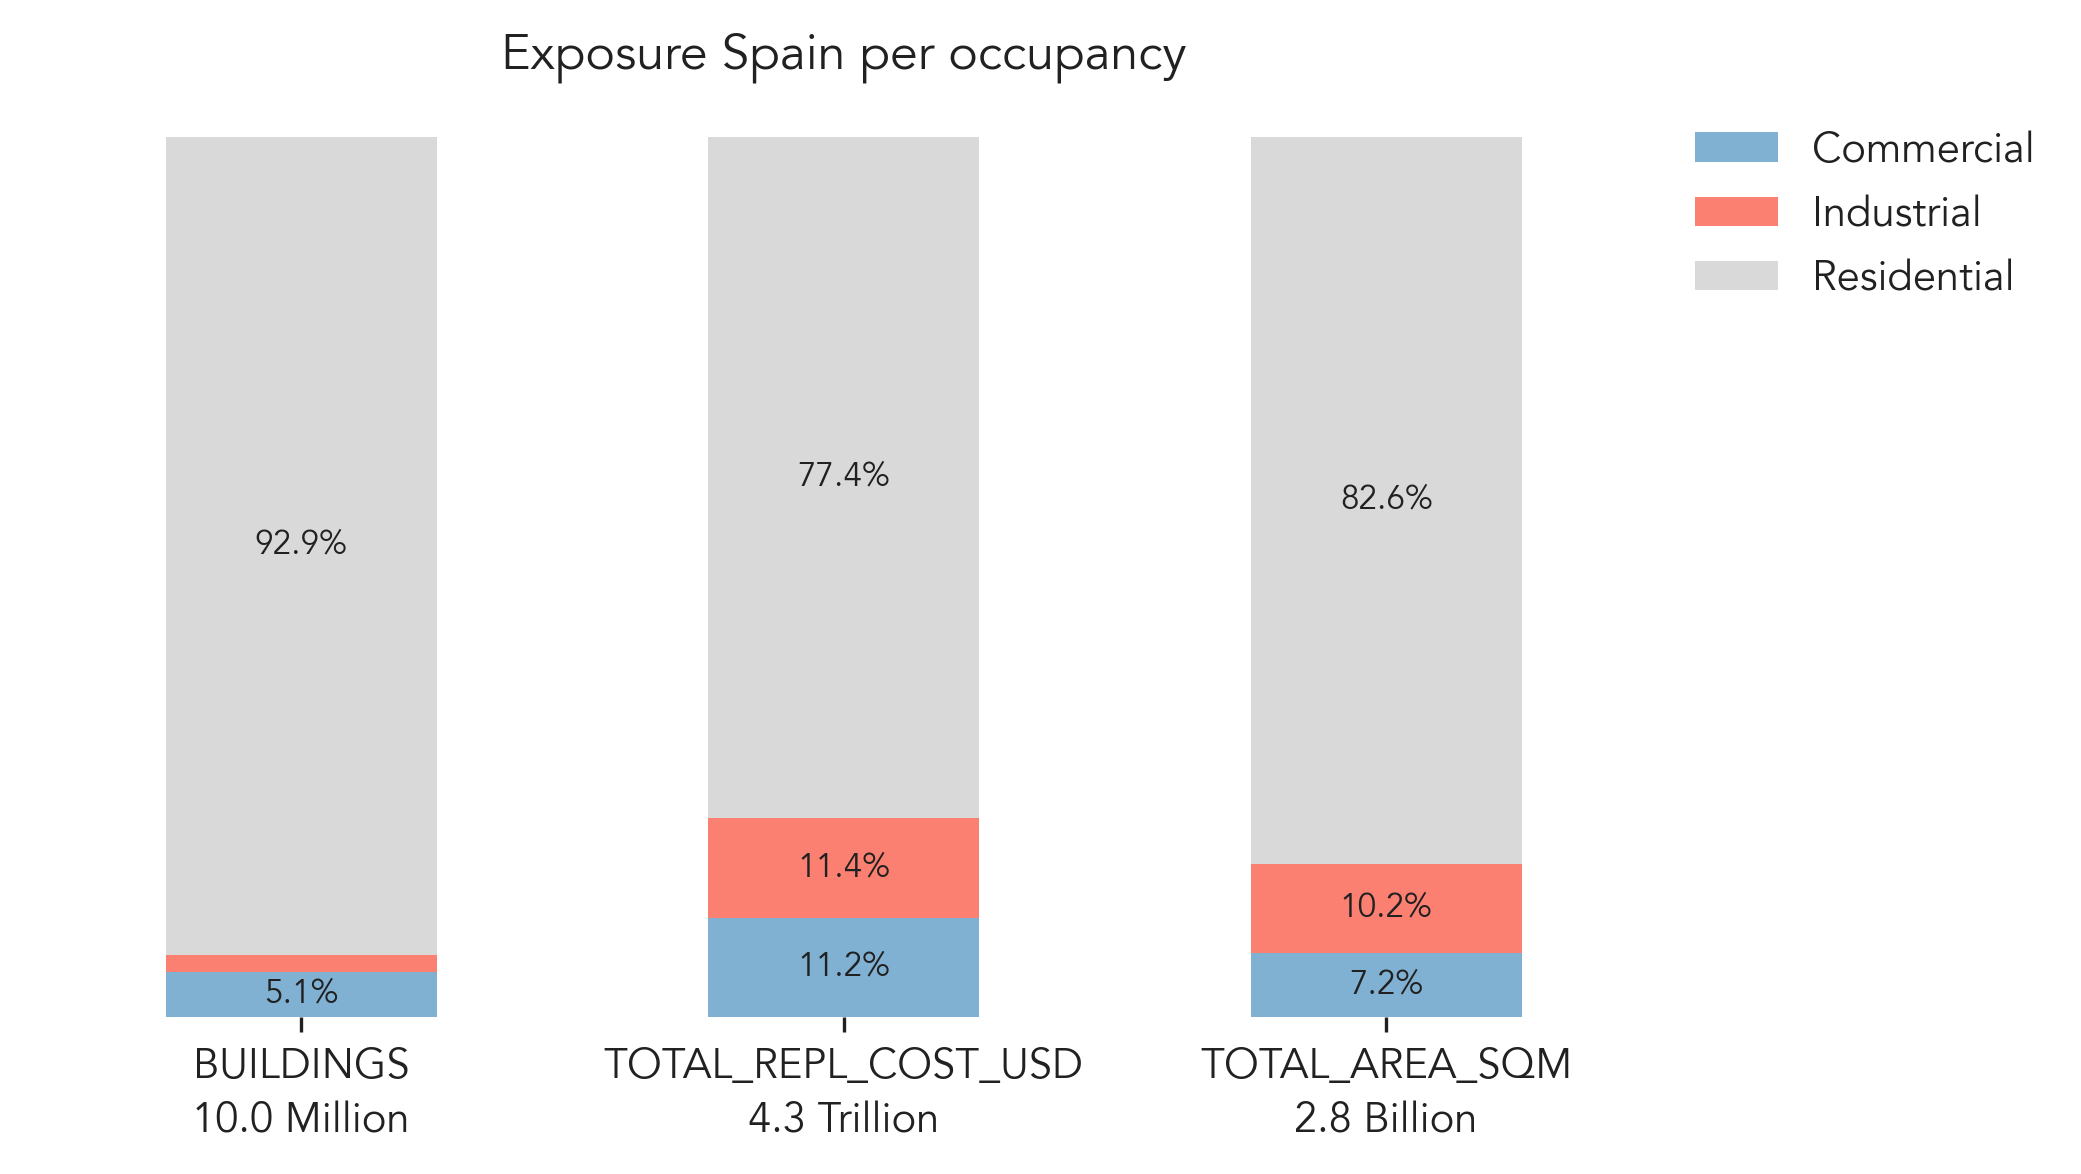 Exposure Spain per occupancy
Commercial
Industrial
Residential
92.9%
5.1%
77.4%
11.4%
11.2%
82.6%
10.2%
7.2%
BUILDINGS
10.0 Million
TOTAL_REPL_COST_USD
4.3 Trillion
TOTAL_AREA_SQM
2.8 Billion